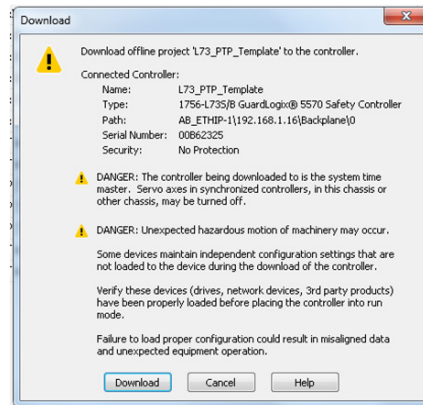 Download
Download offline project 'L73_PTP_Template' to the controller.
Connected Controller:
Name: L73_PTP_Template
Type: 1756-L73S/B GuardLogix® 5570 Safety Controller
Path: AB_ETHIP-1\192.168.1.16\Backplane\0
Serial Number: 00B62325
Security: No Protection
DANGER: The controller being downloaded to is the system time
master. Servo axes in synchronized controllers, in this chassis or
other chassis, may be turned off.
DANGER: Unexpected hazardous motion of machinery may occur.
Some devices maintain independent configuration settings that are
not loaded to the device during the download of the controller.
Verify these devices (drives, network devices, 3rd party products)
have been properly loaded before placing the controller into run
mode.
Failure to load proper configuration could result in misaligned data
and unexpected equipment operation.
Download Cancel Help